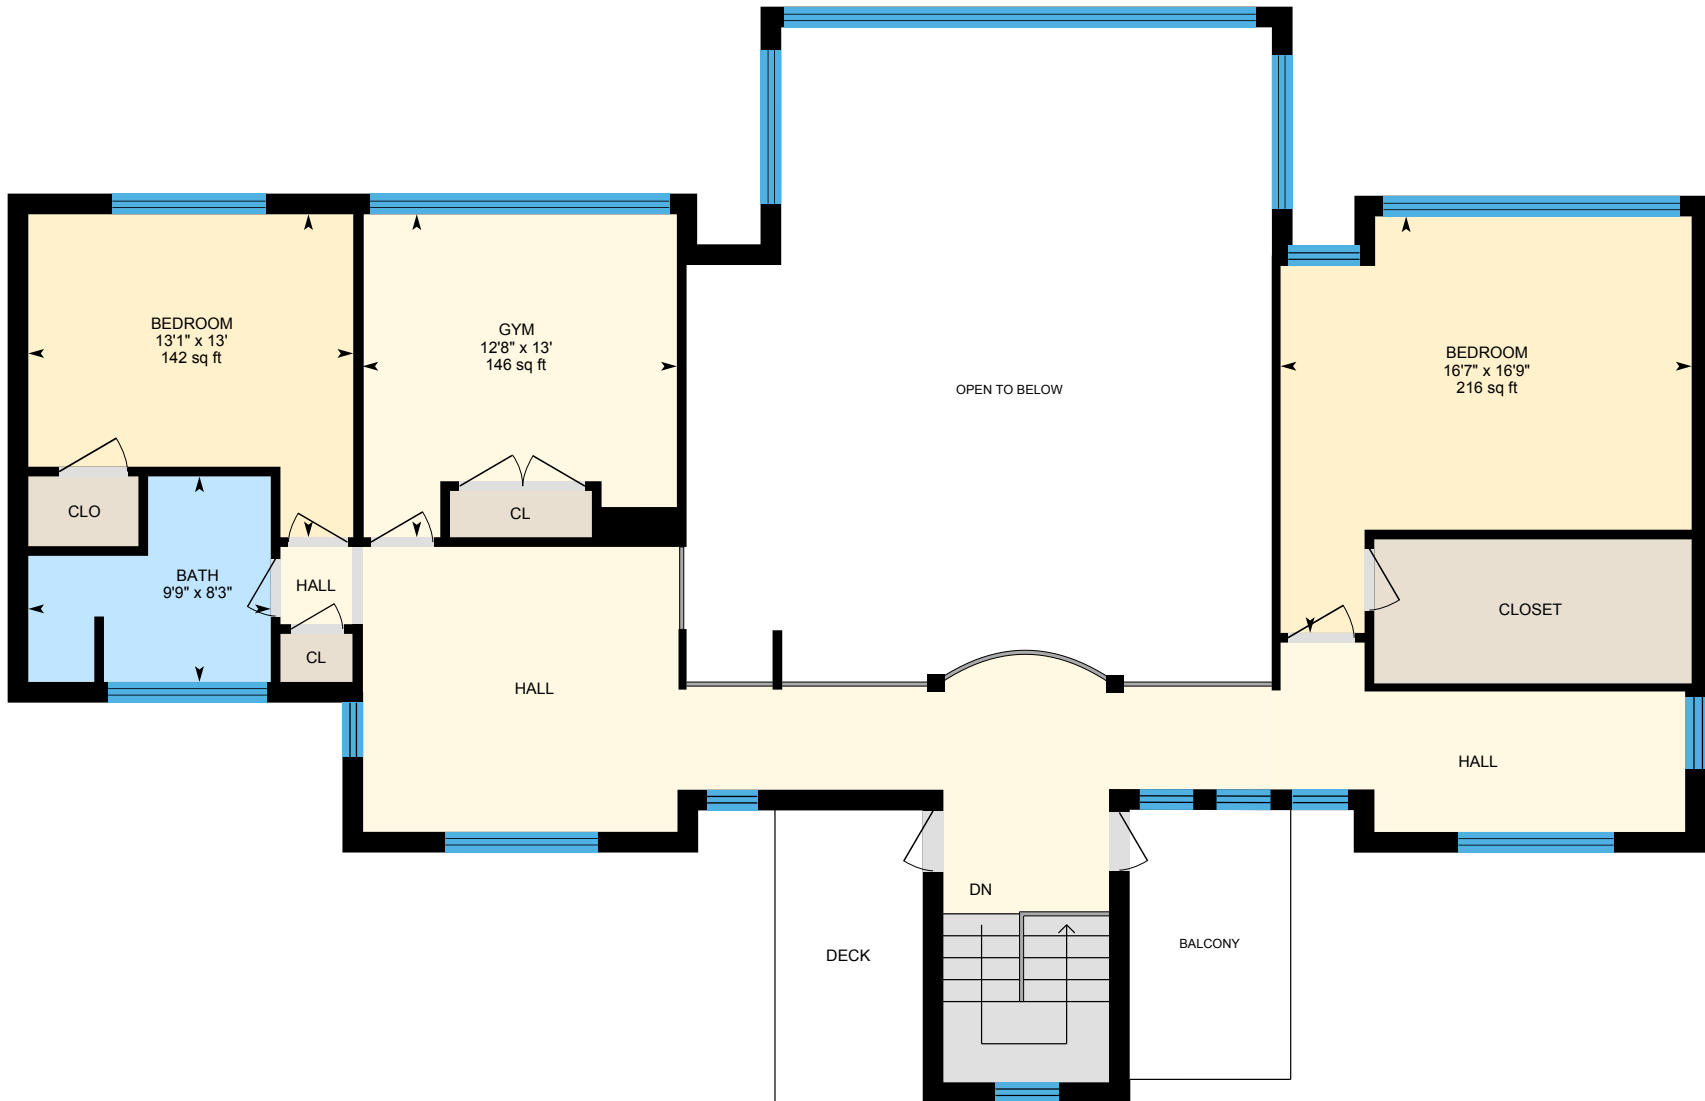 BEDROOM
13'1" x 13'
142 sq ft
GYM
12'8" x 13'
146 sq ft
OPEN TO BELOW
BEDROOM
16'7" x 16'9"
216 sq ft
CLO
CL
BATH
9'9" x 8'3"
HALL
CL
HALL
CLOSET
HALL
DN
DECK
BALCONY